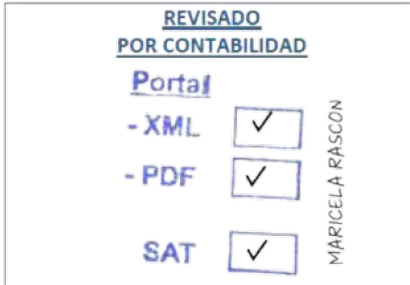 REVISADO
POR CONTABILIDAD
Portal
- XML ✓
- PDF ✓
SAT ✓
MARICELA RASCON